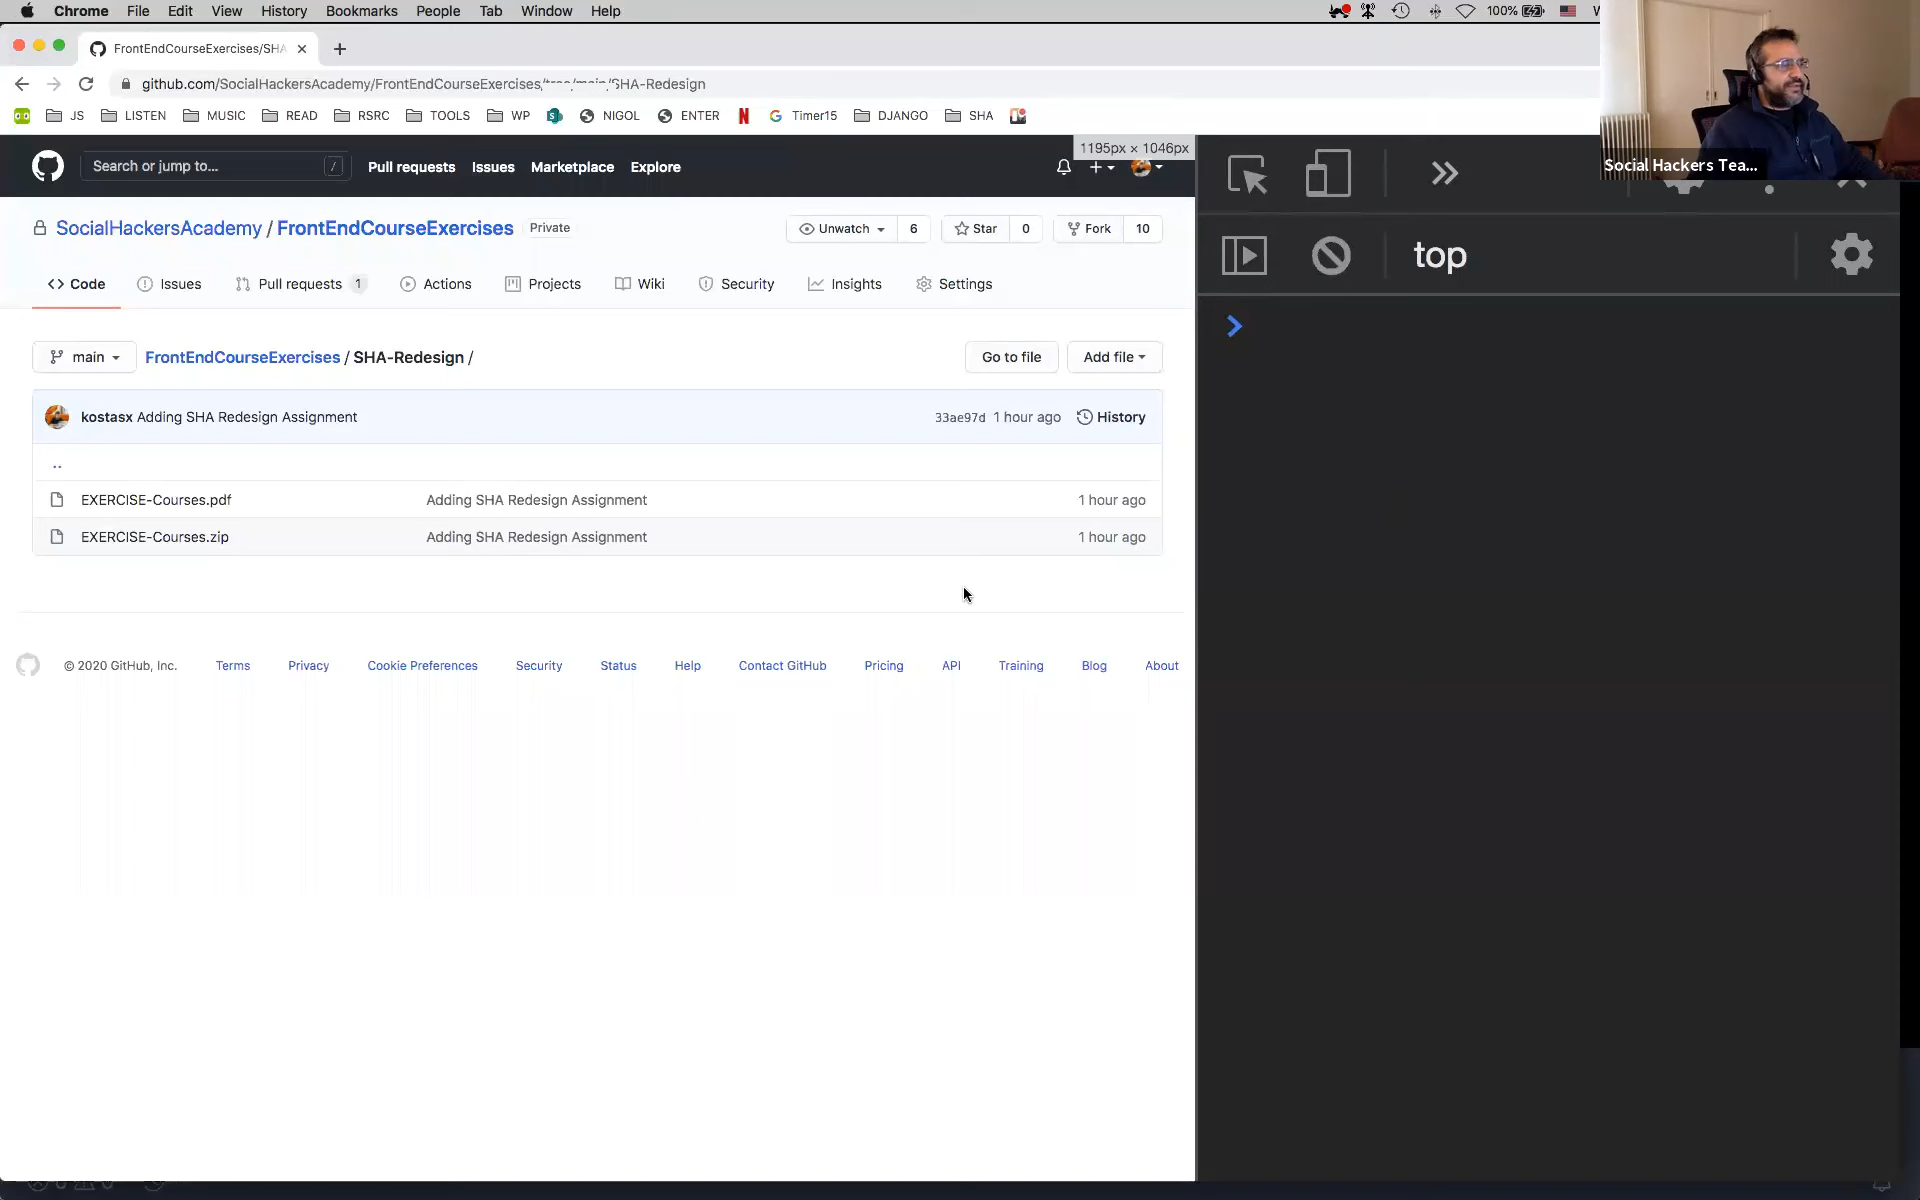 Chrome File Edit View History Bookmarks People Tab Window Help 100%
FrontEndCourseExercises/SHA
github.com/SocialHackersAcademy/FrontEndCourseExercises/tree/main/SHA-Redesign
JS LISTEN MUSIC READ RSRC TOOLS WP NIGOL ENTER Timer15 DJANGO SHA
1195px × 1046px
Search or jump to... / Pull requests Issues Marketplace Explore
Social Hackers Tea...
SocialHackersAcademy / FrontEndCourseExercises Private Unwatch 6 Star 0 Fork 10
top
Code Issues Pull requests 1 Actions Projects Wiki Security Insights Settings
main FrontEndCourseExercises / SHA-Redesign / Go to file Add file
kostasx Adding SHA Redesign Assignment 33ae97d 1 hour ago History
..
EXERCISE-Courses.pdf Adding SHA Redesign Assignment 1 hour ago
EXERCISE-Courses.zip Adding SHA Redesign Assignment 1 hour ago
© 2020 GitHub, Inc. Terms Privacy Cookie Preferences Security Status Help Contact GitHub Pricing API Training Blog About